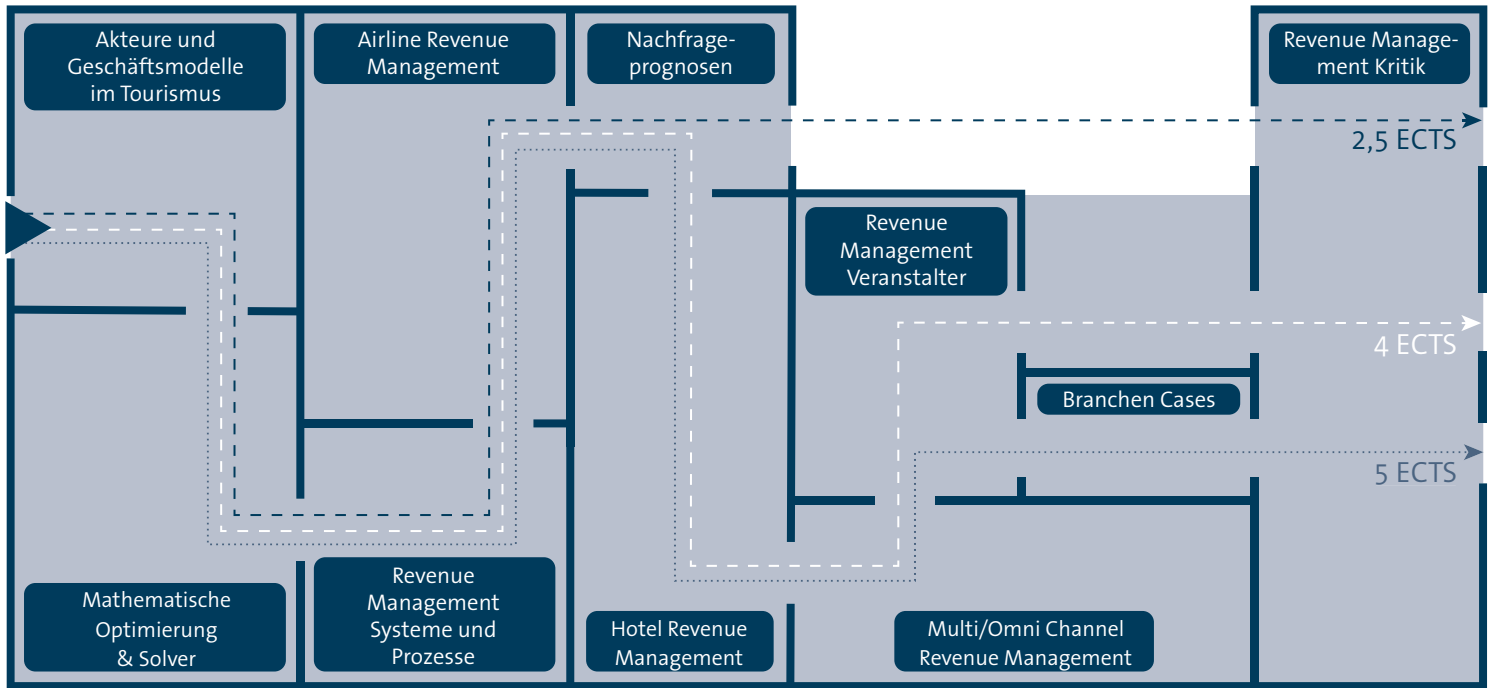 Akteure und
Geschäftsmodelle
im Tourismus
Airline Revenue
Management
Nachfrage-
prognosen
Revenue Manage-
ment Kritik
2,5 ECTS
Revenue
Management
Veranstalter
4 ECTS
Branchen Cases
5 ECTS
Mathematische
Optimierung
& Solver
Revenue
Management
Systeme und
Prozesse
Hotel Revenue
Management
Multi/Omni Channel
Revenue Management